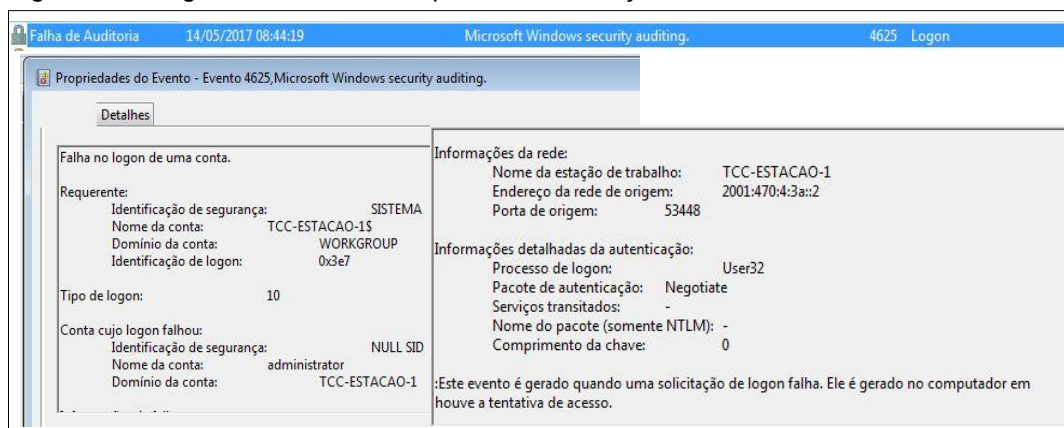 Falha de Auditoria 14/05/2017 08:44:19 Microsoft Windows security auditing. 4625 Logon
Propriedades do Evento - Evento 4625,Microsoft Windows security auditing.
Detalhes
Falha no logon de uma conta.
Requerente:
Identificação de segurança: SISTEMA
Nome da conta: TCC-ESTACAO-1$
Domínio da conta: WORKGROUP
Identificação de logon: 0x3e7
Tipo de logon: 10
Conta cujo logon falhou:
Identificação de segurança: NULL SID
Nome da conta: administrator
Domínio da conta: TCC-ESTACAO-1
Informações da rede:
Nome da estação de trabalho: TCC-ESTACAO-1
Endereço da rede de origem: 2001:470:4:3a::2
Porta de origem: 53448
Informações detalhadas da autenticação:
Processo de logon: User32
Pacote de autenticação: Negotiate
Serviços transitados: -
Nome do pacote (somente NTLM): -
Comprimento da chave: 0
:Este evento é gerado quando uma solicitação de logon falha. Ele é gerado no computador em
houve a tentativa de acesso.